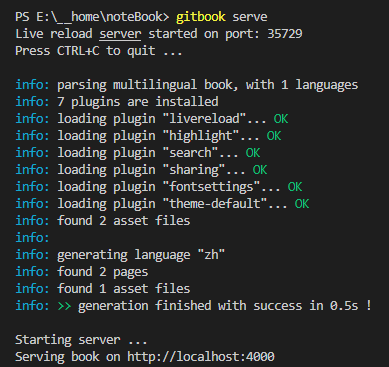 PS E:\__home\noteBook> gitbook serve
Live reload server started on port: 35729
Press CTRL+C to quit ...
info: parsing multilingual book, with 1 languages
info: 7 plugins are installed
info: loading plugin "livereload"... OK
info: loading plugin "highlight"... OK
info: loading plugin "search"... OK
info: loading plugin "sharing"... OK
info: loading plugin "fontsettings"... OK
info: loading plugin "theme-default"... OK
info: found 2 asset files
info:
info: generating language "zh"
info: found 2 pages
info: found 1 asset files
info: >> generation finished with success in 0.5s !
Starting server ...
Serving book on http://localhost:4000